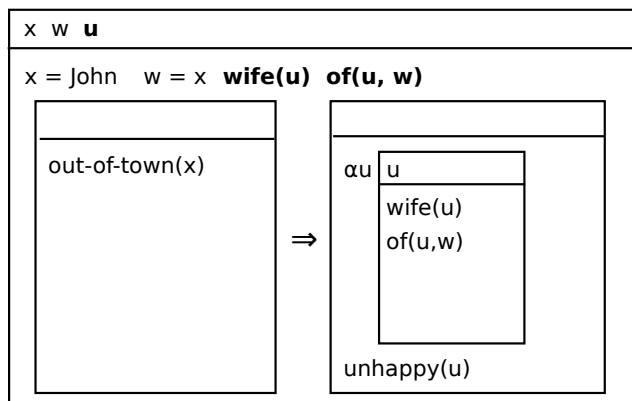 x w u
x = John w = x wife(u) of(u, w)
out-of-town(x)
⇒
αu u
wife(u)
of(u,w)
unhappy(u)